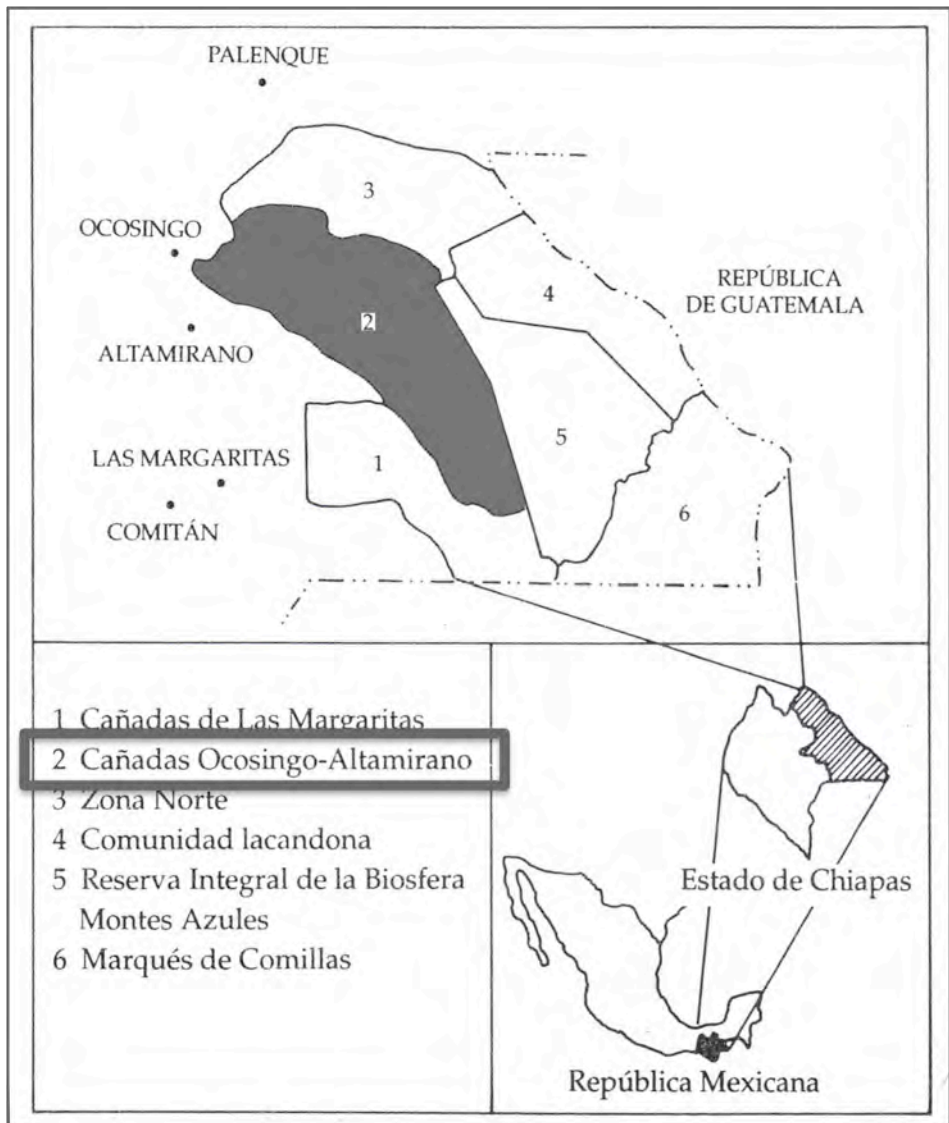 PALENQUE
3
OCOSINGO
4
REPÚBLICA
DE GUATEMALA
2
ALTAMIRANO
5
LAS MARGARITAS
1
6
COMITÁN
1 Cañadas de Las Margaritas
2 Cañadas Ocosingo-Altamirano
3 Zona Norte
4 Comunidad lacandona
5 Reserva Integral de la Biosfera
Montes Azules
6 Marqués de Comillas
Estado de Chiapas
República Mexicana